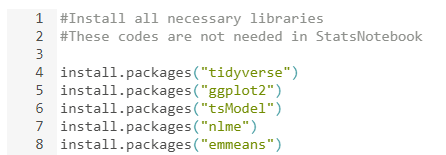 1 #Install all necessary libraries
2 #These codes are not needed in StatsNotebook
3
4 install.packages("tidyverse")
5 install.packages("ggplot2")
6 install.packages("tsModel")
7 install.packages("nlme")
8 install.packages("emmeans")